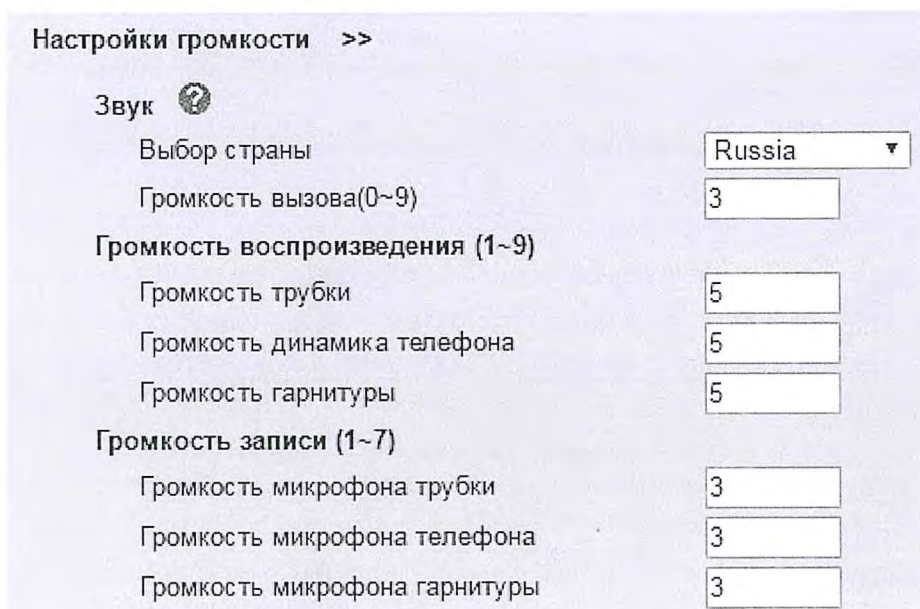 Настройки громкости >>
Звук ?
Выбор страны Russia ▼
Громкость вызова(0~9) 3
Громкость воспроизведения (1~9)
Громкость трубки 5
Громкость динамика телефона 5
Громкость гарнитуры 5
Громкость записи (1~7)
Громкость микрофона трубки 3
Громкость микрофона телефона 3
Громкость микрофона гарнитуры 3